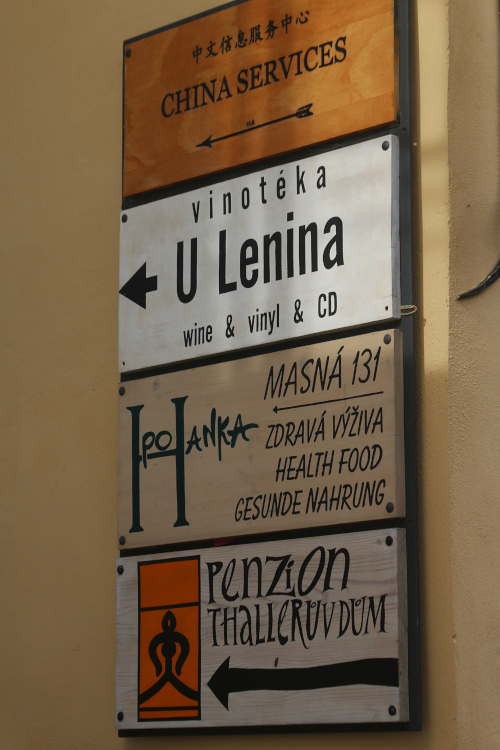 中文信息服务中心
CHINA SERVICES
vinotéka
U Lenina
wine & vinyl & CD
MASNÁ 131
poHANKA
ZDRAVÁ VÝŽIVA
HEALTH FOOD
GESUNDE NAHRUNG
PENZION
THALLERŮV DŮM